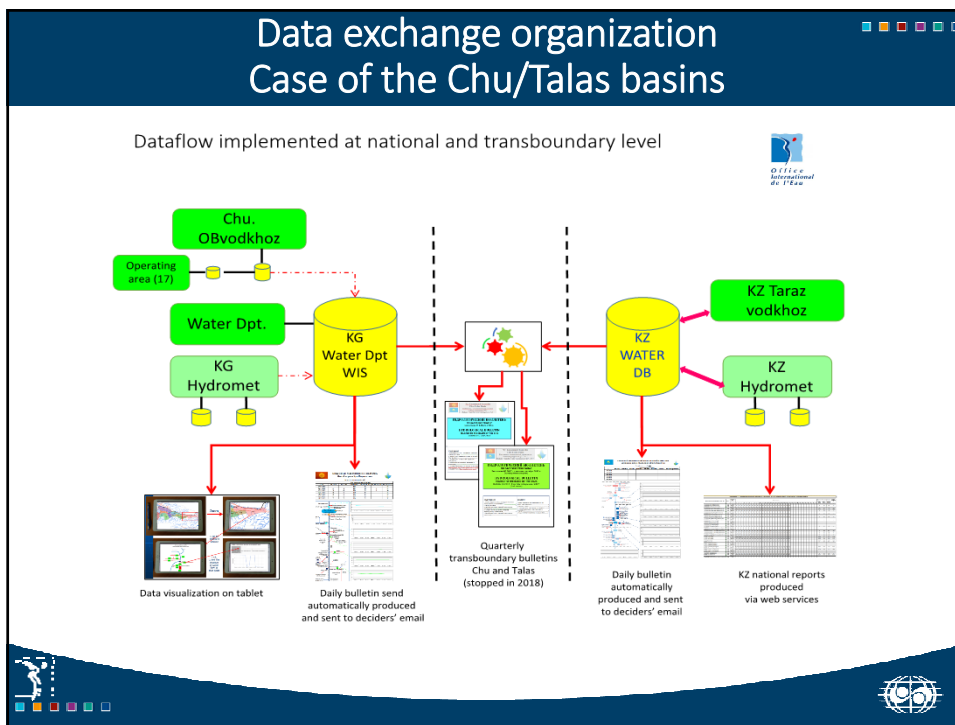 Data exchange organization
Case of the Chu/Talas basins
Dataflow implemented at national and transboundary level
Office
International
de l'Eau
Chu.
OBvodkhoz
Operating
area (17)
Water Dpt.
KG
Hydromet
KG
Water Dpt
WIS
KZ
WATER
DB
KZ Taraz
vodkhoz
KZ
Hydromet
Data visualization on tablet
Daily bulletin send
automatically produced
and sent to deciders' email
Quarterly
transboundary bulletins
Chu and Talas
(stopped in 2018)
Daily bulletin
automatically
produced and sent
to deciders' email
KZ national reports
produced
via web services